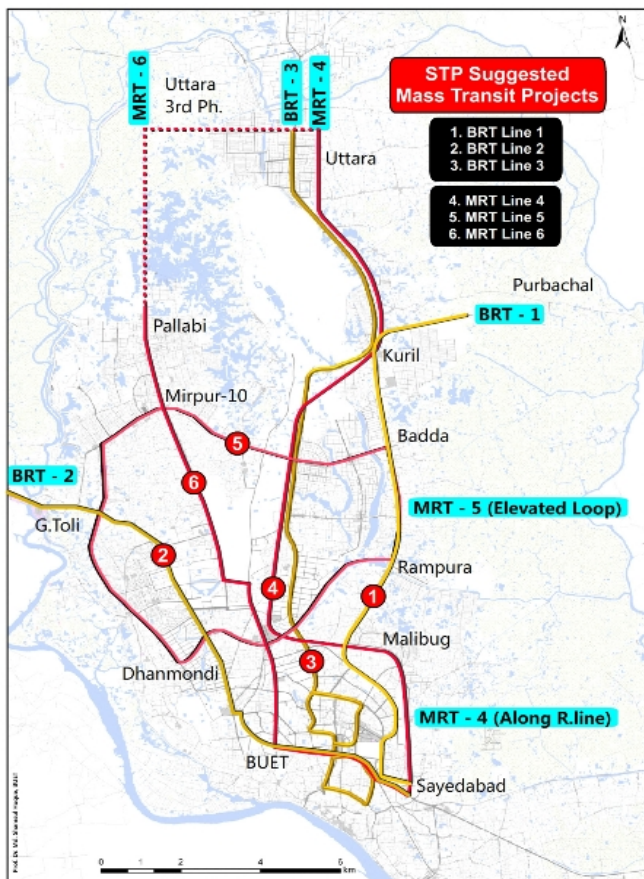 N
STP Suggested
Mass Transit Projects
1. BRT Line 1
2. BRT Line 2
3. BRT Line 3
4. MRT Line 4
5. MRT Line 5
6. MRT Line 6
MRT - 6
Uttara
3rd Ph.
BRT - 3
MRT - 4
Uttara
Purbachal
BRT - 1
Pallabi
Kuril
Mirpur-10
5
Badda
BRT - 2
6
MRT - 5 (Elevated Loop)
G.Toli
2
Rampura
4
1
Malibug
3
Dhanmondi
MRT - 4 (Along R.line)
BUET
Sayedabad
0 1 2 4 6
km